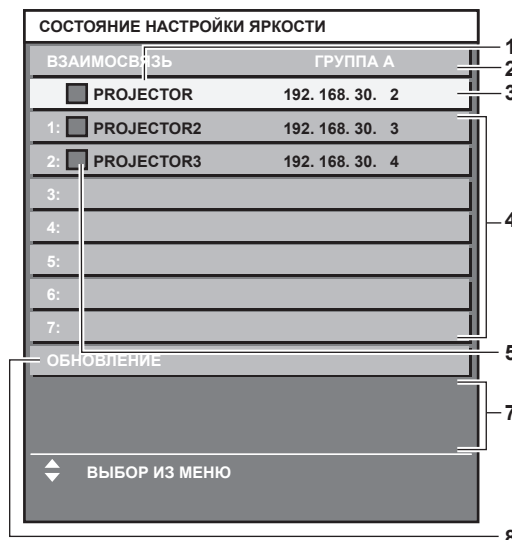 СОСТОЯНИЕ НАСТРОЙКИ ЯРКОСТИ
ВЗАИМОСВЯЗЬ ГРУППА A
PROJECTOR 192. 168. 30. 2
1: PROJECTOR2 192. 168. 30. 3
2: PROJECTOR3 192. 168. 30. 4
3:
4:
5:
6:
7:
ОБНОВЛЕНИЕ
ВЫБОР ИЗ МЕНЮ
1
2
3
4
5
7
8